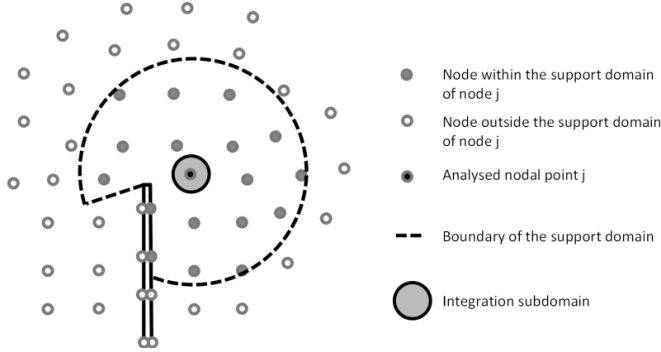 Node within the support domain
of node j
Node outside the support domain
of node j
Analysed nodal point j
Boundary of the support domain
Integration subdomain